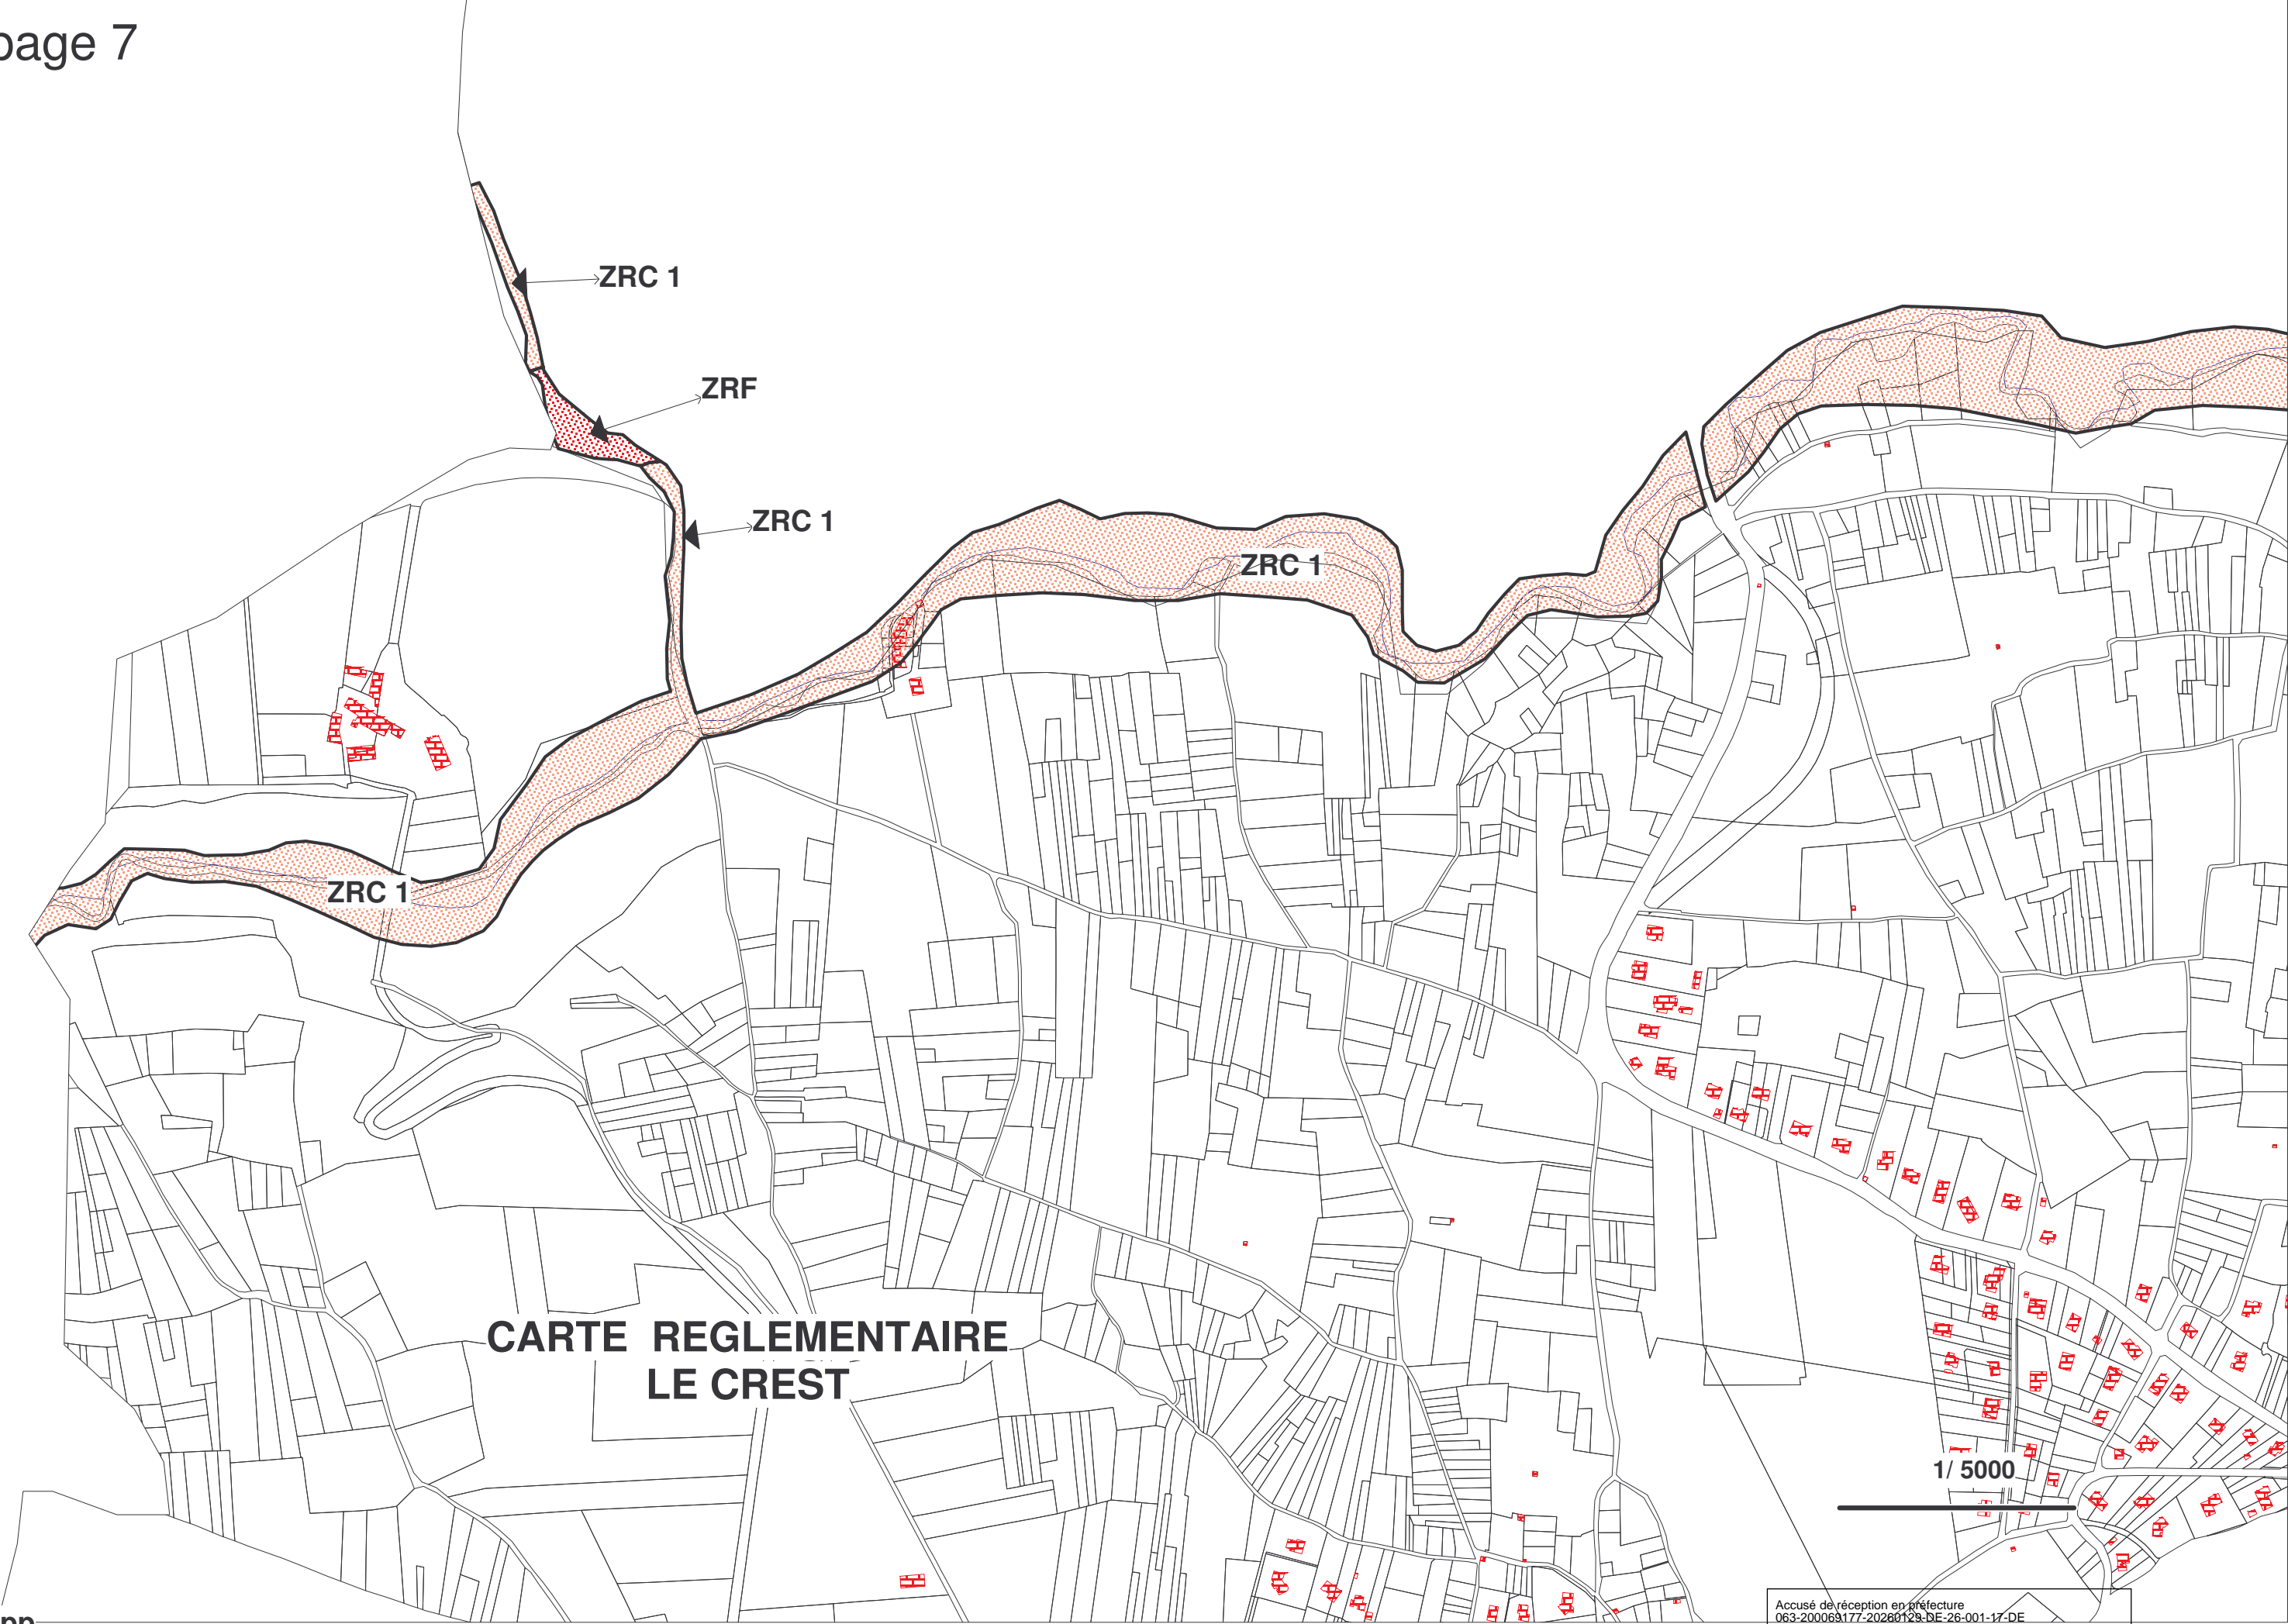 page 7
ZRC 1
ZRF
ZRC 1
ZRC 1
ZRC 1
CARTE REGLEMENTAIRE
LE CREST
1/ 5000
Accusé de réception en préfecture
063-200069177-20260129-DE-26-001-17-DE